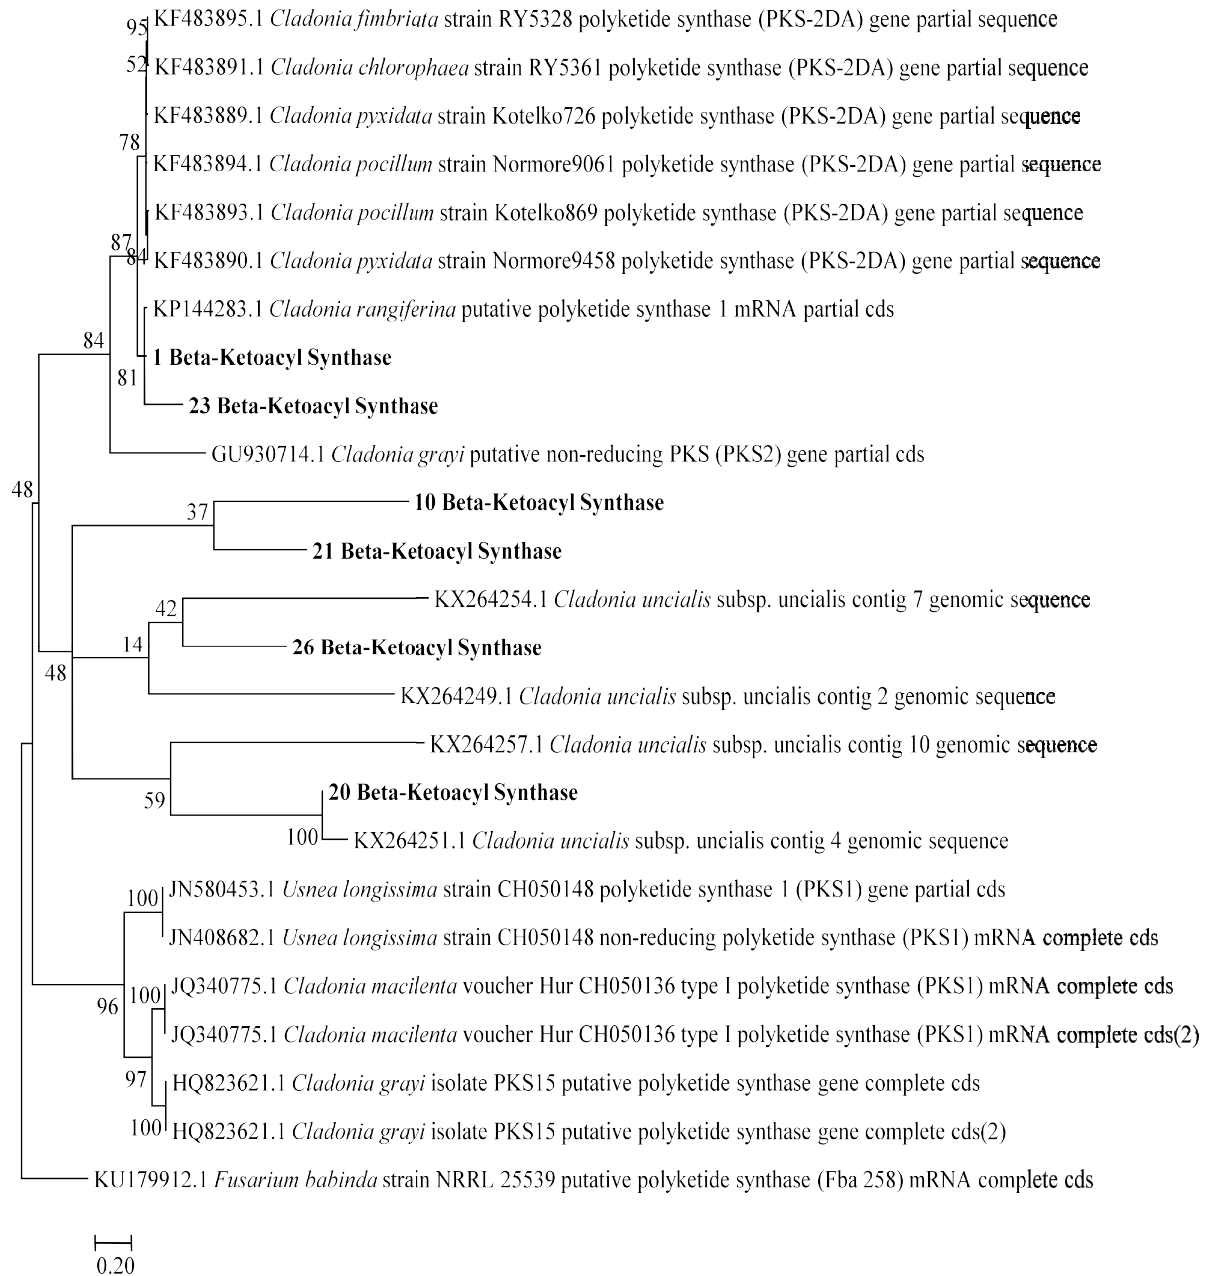 95
KF483895.1 Cladonia fimbriata strain RY5328 polyketide synthase (PKS-2DA) gene partial sequence
52
KF483891.1 Cladonia chlorophaea strain RY5361 polyketide synthase (PKS-2DA) gene partial sequence
KF483889.1 Cladonia pyxidata strain Kotelko726 polyketide synthase (PKS-2DA) gene partial sequence
78
KF483894.1 Cladonia pocillum strain Normore9061 polyketide synthase (PKS-2DA) gene partial sequence
KF483893.1 Cladonia pocillum strain Kotelko869 polyketide synthase (PKS-2DA) gene partial sequence
87
84
KF483890.1 Cladonia pyxidata strain Normore9458 polyketide synthase (PKS-2DA) gene partial sequence
KP144283.1 Cladonia rangiferina putative polyketide synthase 1 mRNA partial cds
84
1 Beta-Ketoacyl Synthase
81
23 Beta-Ketoacyl Synthase
GU930714.1 Cladonia grayi putative non-reducing PKS (PKS2) gene partial cds
48
10 Beta-Ketoacyl Synthase
37
21 Beta-Ketoacyl Synthase
KX264254.1 Cladonia uncialis subsp. uncialis contig 7 genomic sequence
42
14
26 Beta-Ketoacyl Synthase
48
KX264249.1 Cladonia uncialis subsp. uncialis contig 2 genomic sequence
KX264257.1 Cladonia uncialis subsp. uncialis contig 10 genomic sequence
59
20 Beta-Ketoacyl Synthase
100
KX264251.1 Cladonia uncialis subsp. uncialis contig 4 genomic sequence
100
JN580453.1 Usnea longissima strain CH050148 polyketide synthase 1 (PKS1) gene partial cds
JN408682.1 Usnea longissima strain CH050148 non-reducing polyketide synthase (PKS1) mRNA complete cds
96
100
JQ340775.1 Cladonia macilenta voucher Hur CH050136 type I polyketide synthase (PKS1) mRNA complete cds
JQ340775.1 Cladonia macilenta voucher Hur CH050136 type I polyketide synthase (PKS1) mRNA complete cds(2)
97
HQ823621.1 Cladonia grayi isolate PKS15 putative polyketide synthase gene complete cds
100
HQ823621.1 Cladonia grayi isolate PKS15 putative polyketide synthase gene complete cds(2)
KU179912.1 Fusarium babinda strain NRRL 25539 putative polyketide synthase (Fba 258) mRNA complete cds
0.20